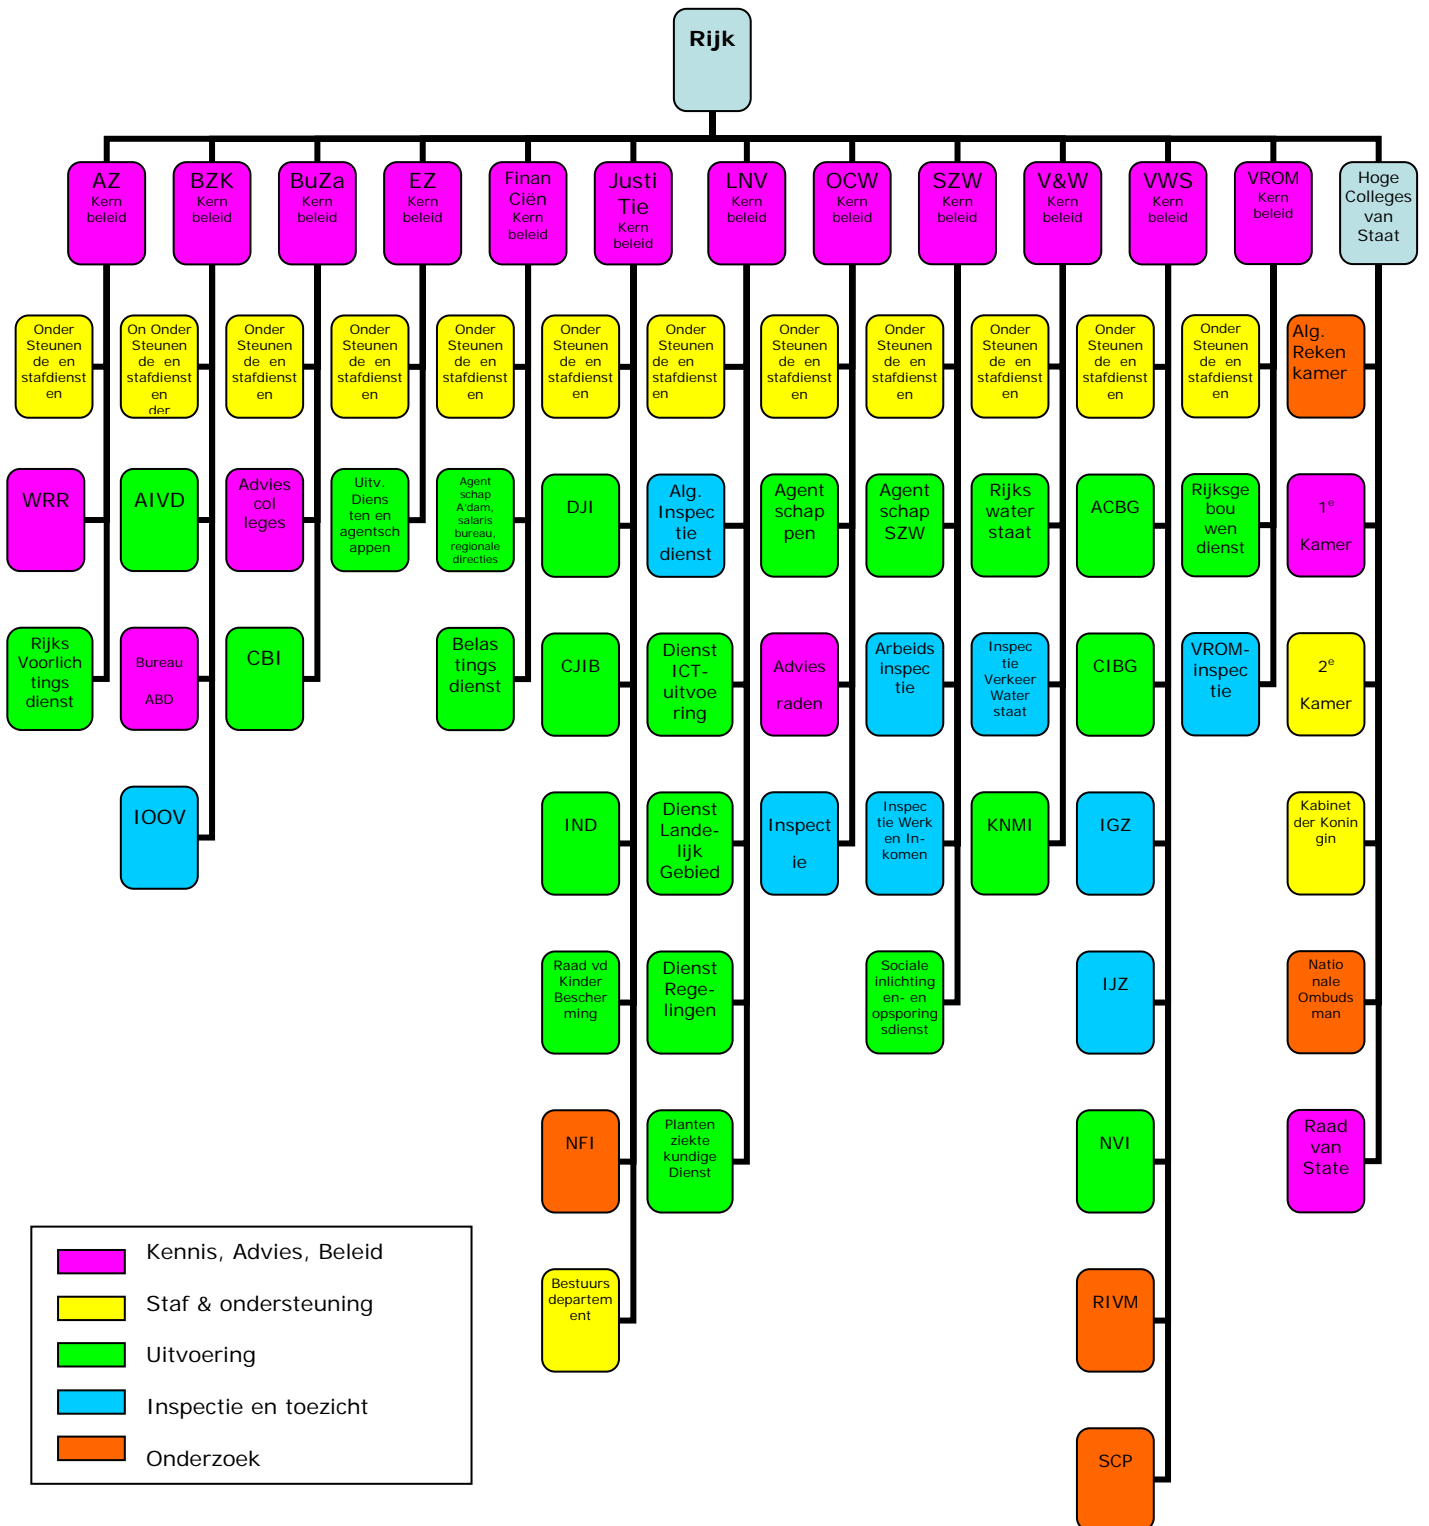 Rijk
AZ
Kern
beleid
BZK
Kern
beleid
BuZa
Kern
beleid
EZ
Kern
beleid
Finan
Ciën
Kern
beleid
Justi
Tie
Kern
beleid
LNV
Kern
beleid
OCW
Kern
beleid
SZW
Kern
beleid
V&W
Kern
beleid
VWS
Kern
beleid
VROM
Kern
beleid
Hoge
Colleges
van
Staat
Onder
Steunen
de en
stafdienst
en
On Onder
Steunen
de en
stafdienst
en
der
Onder
Steunen
de en
stafdienst
en
Onder
Steunen
de en
stafdienst
en
Onder
Steunen
de en
stafdienst
en
Onder
Steunen
de en
stafdienst
en
Onder
Steunen
de en
stafdienst
en
Onder
Steunen
de en
stafdienst
en
Onder
Steunen
de en
stafdienst
en
Onder
Steunen
de en
stafdienst
en
Onder
Steunen
de en
stafdienst
en
Onder
Steunen
de en
stafdienst
en
Alg.
Reken
kamer
WRR
AIVD
Advies
col
leges
Uitv.
Diens
ten en
agentsch
appen
Agent
schap
A'dam,
salaris
bureau,
regionale
directies
DJI
Alg.
Inspec
tie
dienst
Agent
schap
pen
Agent
schap
SZW
Rijks
water
staat
ACBG
Rijksge
bou
wen
dienst
1e
Kamer
Rijks
Voorlich
tings
dienst
Bureau
ABD
CBI
Belas
tings
dienst
CJIB
Dienst
ICT-
uitvoe
ring
Advies
raden
Arbeids
inspec
tie
Inspec
tie
Verkeer
Water
staat
CIBG
VROM-
inspec
tie
2e
Kamer
IOOV
IND
Dienst
Lande-
lijk
Gebied
Inspect
ie
Inspec
tie Werk
en In-
komen
KNMI
IGZ
Kabinet
der Konin
gin
Raad vd
Kinder
Bescher
ming
Dienst
Rege-
lingen
Sociale
inlichting
en- en
opsporing
sdienst
IJZ
Natio
nale
Ombuds
man
NFI
Planten
ziekte
kundige
Dienst
NVI
Raad
van
State
Bestuurs
departem
ent
RIVM
SCP
Kennis, Advies, Beleid
Staf & ondersteuning
Uitvoering
Inspectie en toezicht
Onderzoek